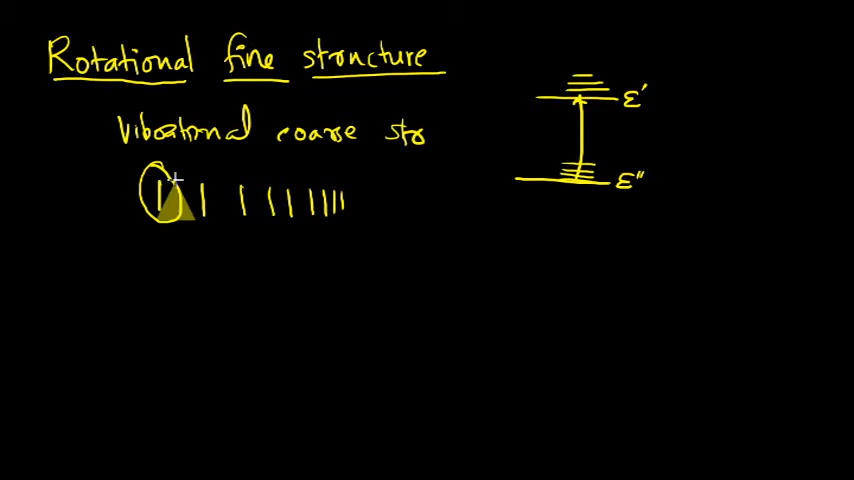 Rotational fine structure
Vibrational coarse str
ε'
ε"